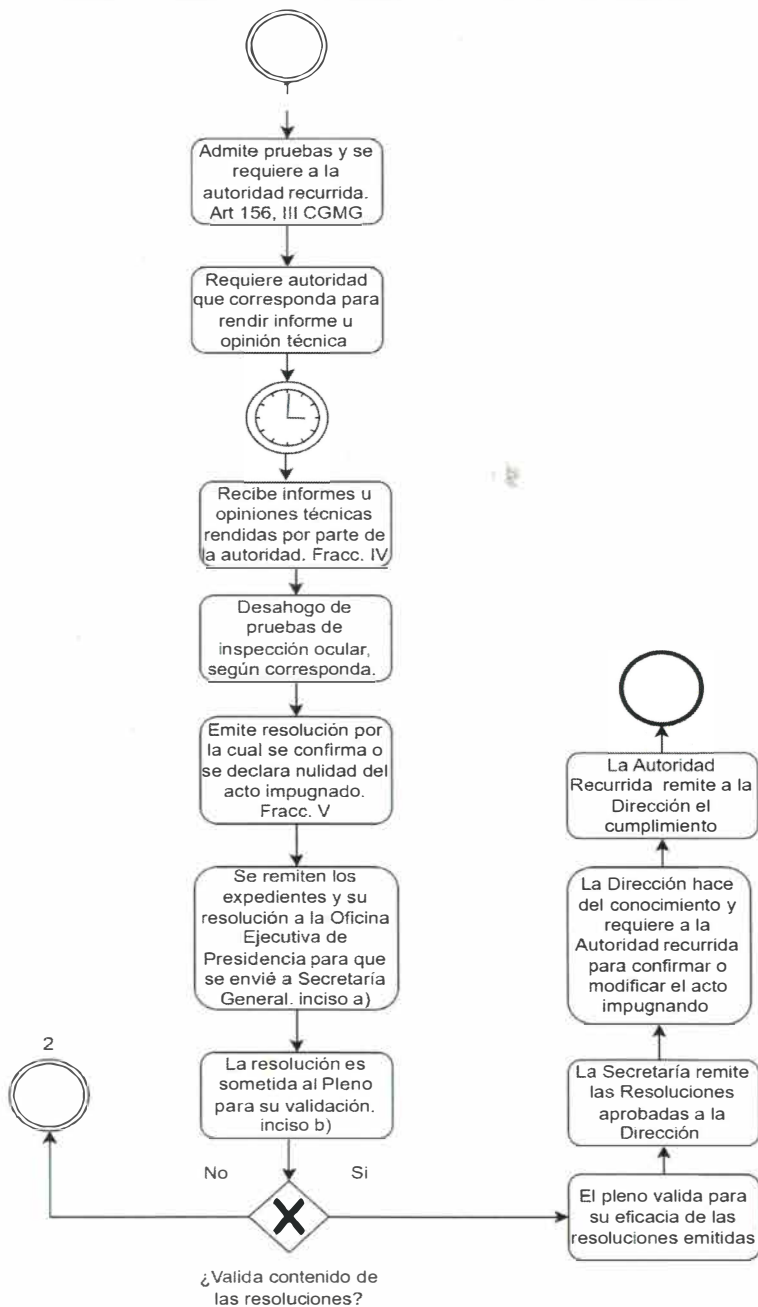 Admite pruebas y se
requiere a la
autoridad recurrida.
Art 156, III CGMG
Requiere autoridad
que corresponda para
rendir informe u
opinión técnica
Recibe informes u
opiniones técnicas
rendidas por parte de
la autoridad. Fracc. IV
Desahogo de
pruebas de
inspección ocular,
según corresponda.
Emite resolución por
la cual se confirma o
se declara nulidad del
acto impugnado.
Fracc. V
Se remiten los
expedientes y su
resolución a la Oficina
Ejecutiva de
Presidencia para que
se envié a Secretaría
General. inciso a)
La resolución es
sometida al Pleno
para su validación.
inciso b)
No
Si
¿Valida contenido de
las resoluciones?
2
El pleno valida para
su eficacia de las
resoluciones emitidas
La Secretaría remite
las Resoluciones
aprobadas a la
Dirección
La Dirección hace
del conocimiento y
requiere a la
Autoridad recurrida
para confirmar o
modificar el acto
impugnando
La Autoridad
Recurrida remite a la
Dirección el
cumplimiento